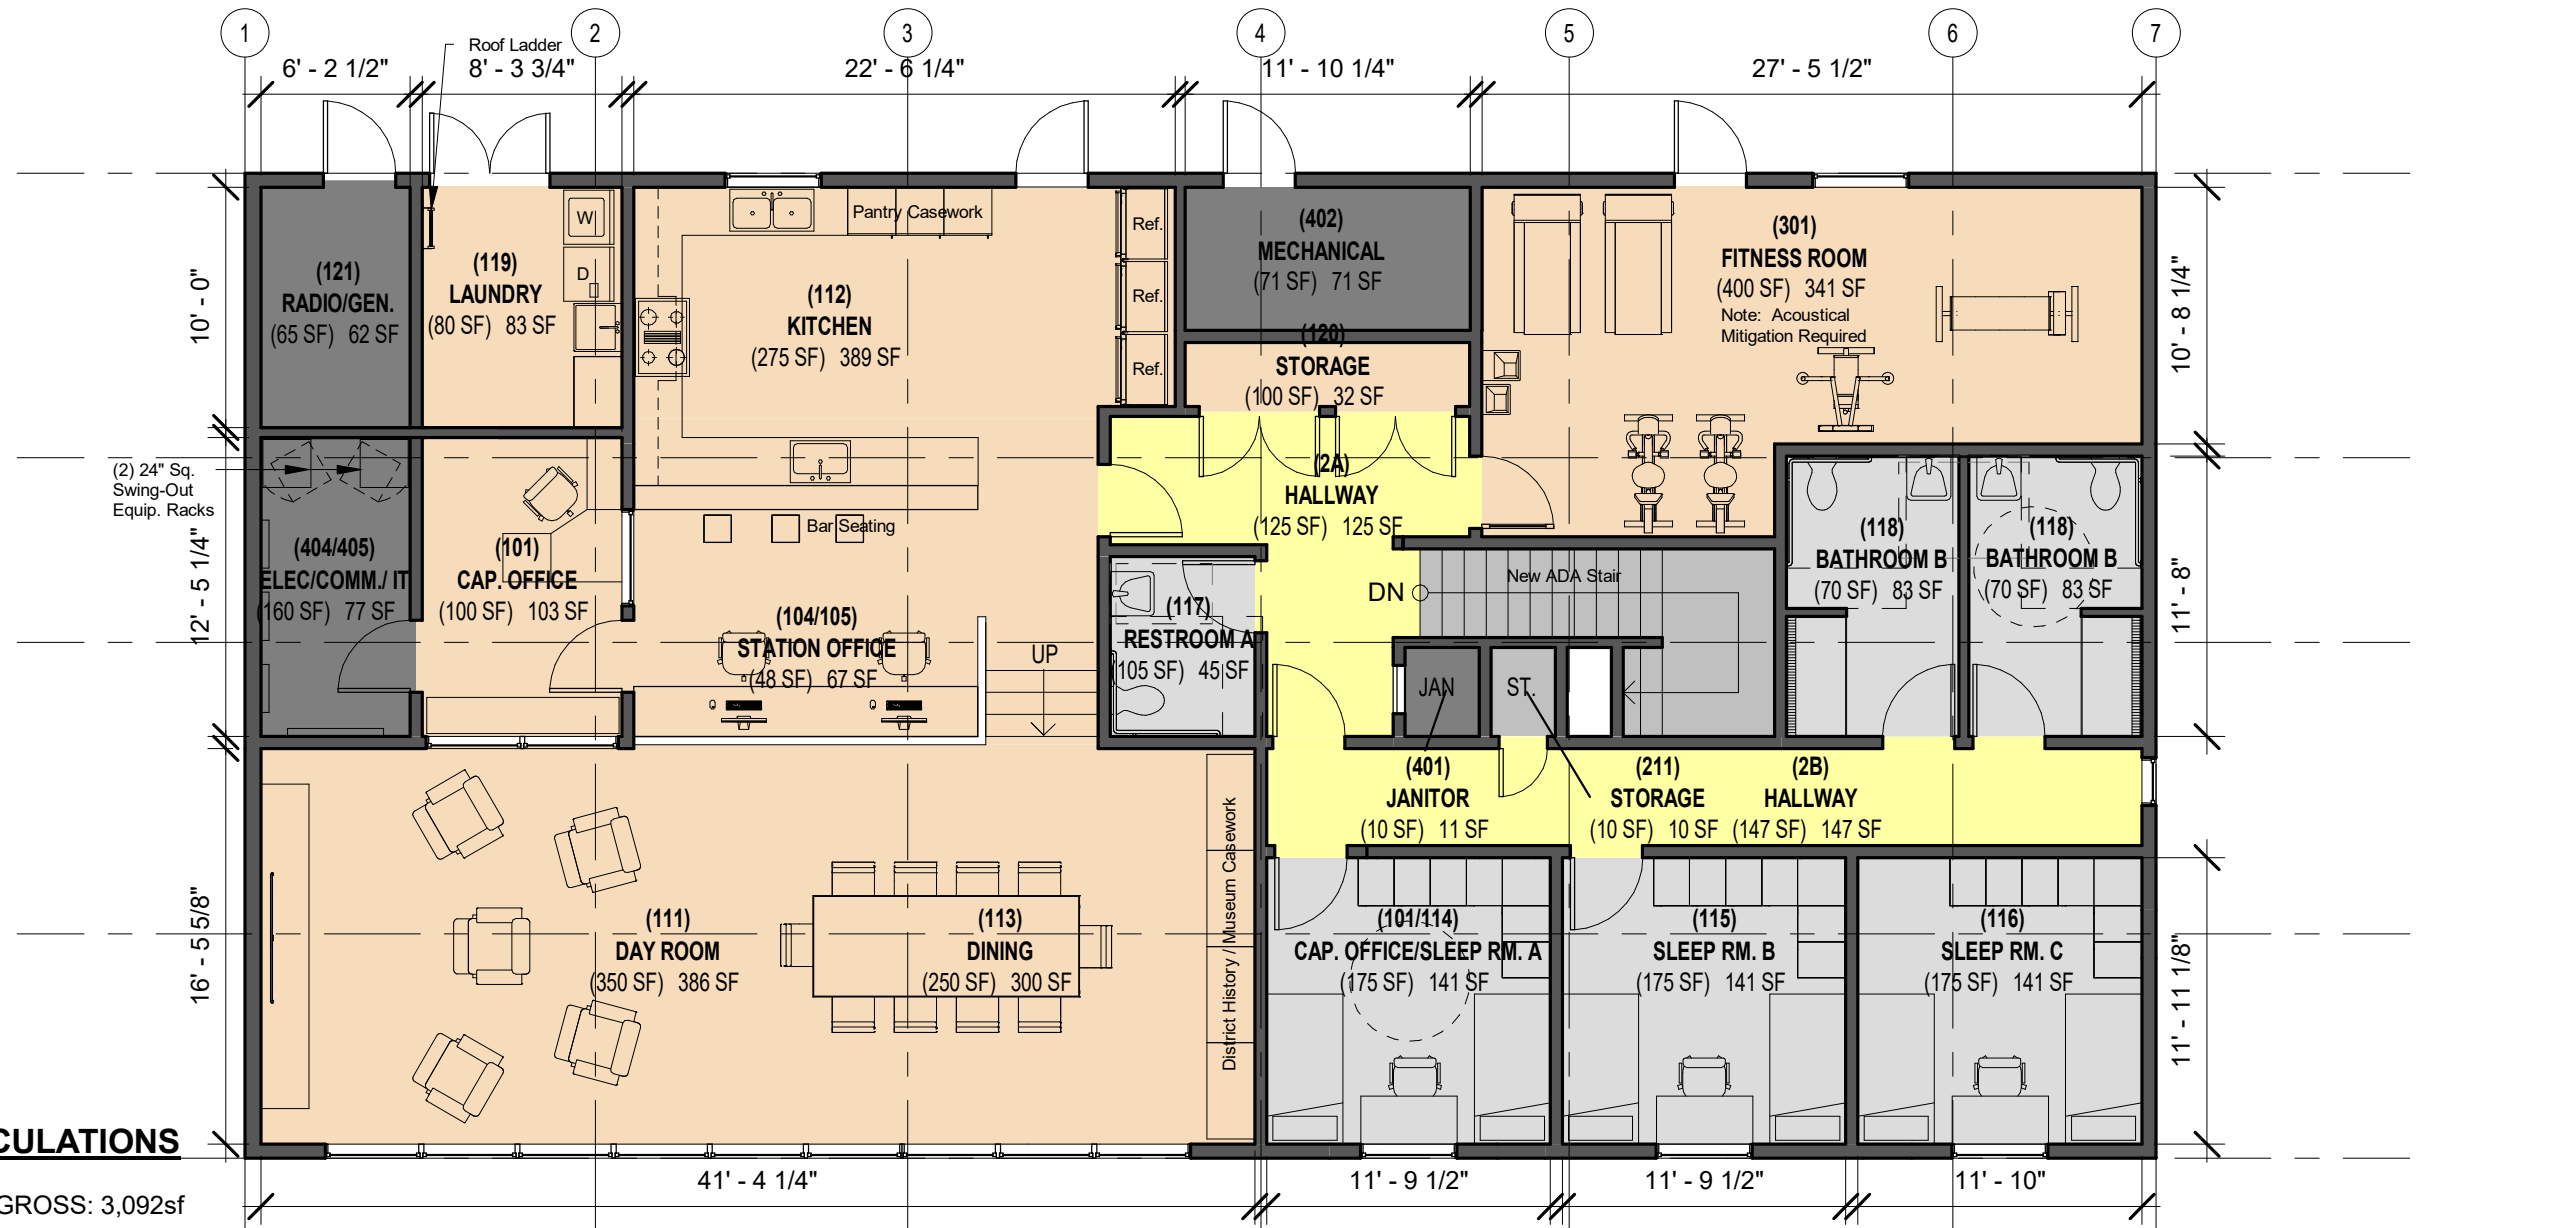 1
2
3
4
5
6
7
Roof Ladder
6' - 2 1/2"
8' - 3 3/4"
22' - 6 1/4"
11' - 10 1/4"
27' - 5 1/2"
10' - 0"
12' - 5 1/4"
16' - 5 5/8"
(121)
RADIO/GEN.
(65 SF) 62 SF
(119)
LAUNDRY
(80 SF) 83 SF
W
D
Pantry Casework
(112)
KITCHEN
(275 SF) 389 SF
Ref.
Ref.
Ref.
(402)
MECHANICAL
(71 SF) 71 SF
(120)
STORAGE
(100 SF) 32 SF
(301)
FITNESS ROOM
(400 SF) 341 SF
Note: Acoustical
Mitigation Required
10' - 8 1/4"
11' - 8"
11' - 11 1/8"
(2) 24" Sq.
Swing-Out
Equip. Racks
(404/405)
ELEC/COMM./ IT
(160 SF) 77 SF
(101)
CAP. OFFICE
(100 SF) 103 SF
Bar Seating
(104/105)
STATION OFFICE
(48 SF) 67 SF
UP
(2A)
HALLWAY
(125 SF) 125 SF
(117)
RESTROOM A
(105 SF) 45 SF
DN
New ADA Stair
JAN
ST.
(118)
BATHROOM B
(70 SF) 83 SF
(118)
BATHROOM B
(70 SF) 83 SF
(401)
JANITOR
(10 SF) 11 SF
(211)
STORAGE
(10 SF) 10 SF
(2B)
HALLWAY
(147 SF) 147 SF
(111)
DAY ROOM
(350 SF) 386 SF
(113)
DINING
(250 SF) 300 SF
District History / Museum Casework
(101/114)
CAP. OFFICE/SLEEP RM. A
(175 SF) 141 SF
(115)
SLEEP RM. B
(175 SF) 141 SF
(116)
SLEEP RM. C
(175 SF) 141 SF
CULATIONS
GROSS: 3,092sf
41' - 4 1/4"
11' - 9 1/2"
11' - 9 1/2"
11' - 10"